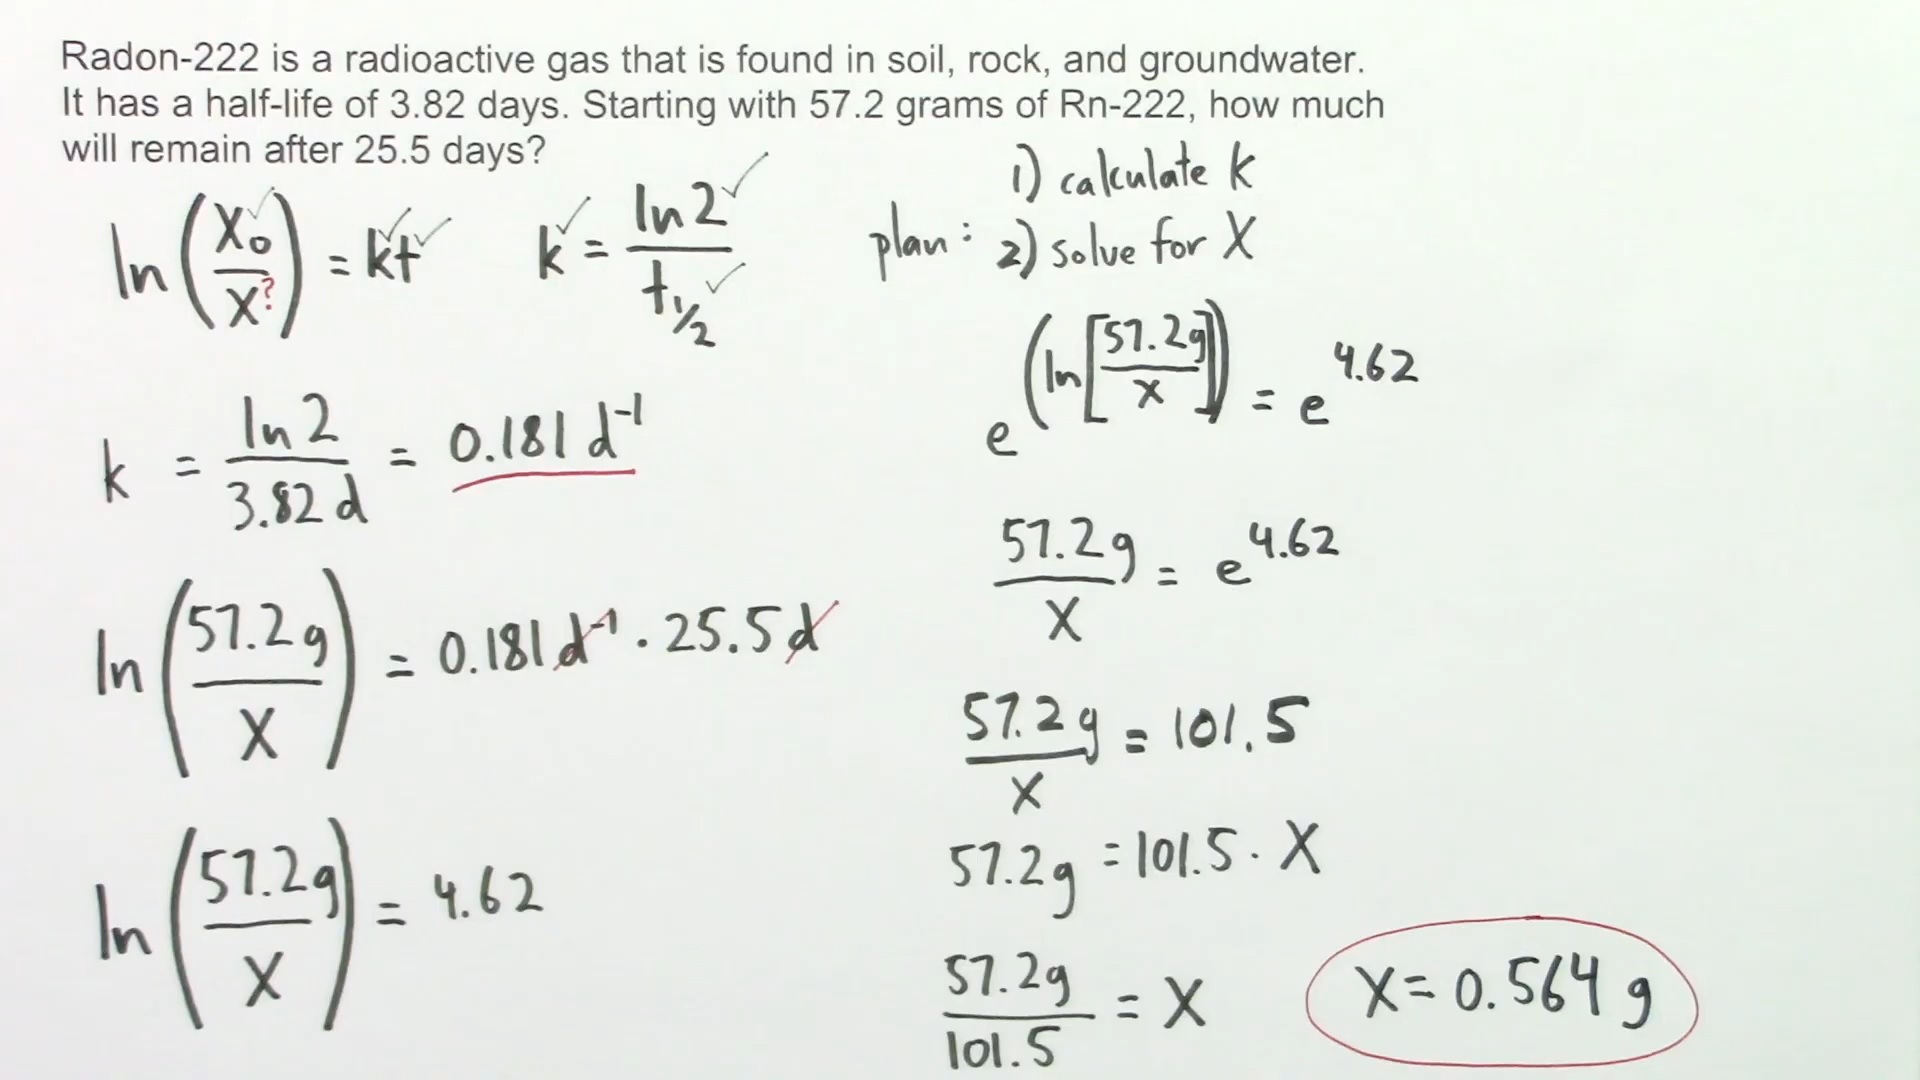 Radon-222 is a radioactive gas that is found in soil, rock, and groundwater.
It has a half-life of 3.82 days. Starting with 57.2 grams of Rn-222, how much
will remain after 25.5 days?
ln(X₀/X?) = kt
k = ln2/t₁/₂
plan: 1) calculate k
2) solve for X
k = ln2/3.82d = 0.181 d⁻¹
ln(57.2g/X) = 0.181 d⁻¹ · 25.5 d
ln(57.2g/X) = 4.62
e^(ln[57.2g/X]) = e^4.62
57.2g/X = e^4.62
57.2g/X = 101.5
57.2g = 101.5 · X
57.2g/101.5 = X
X = 0.564 g